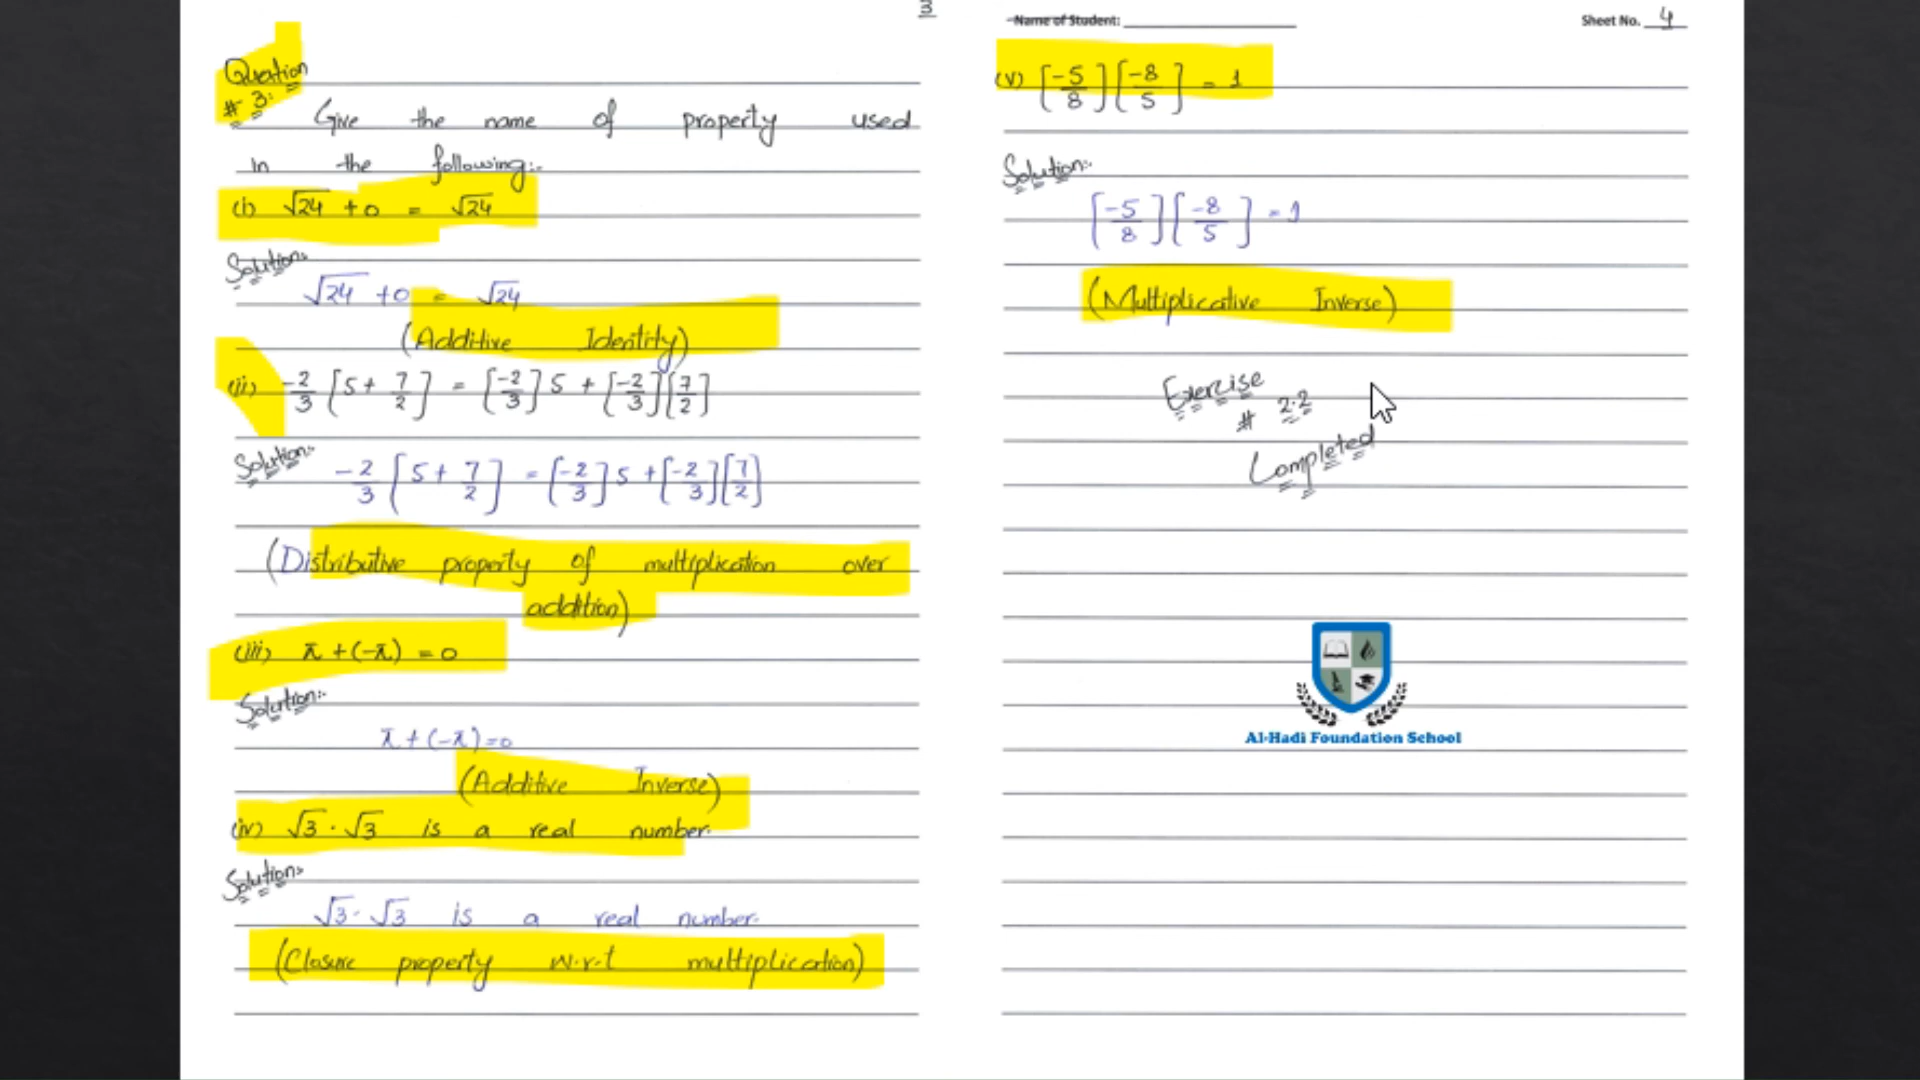 3
Question
# 3:
Give the name of property used
in the following:-
(i) √24 + 0 = √24
Solution:
√24 + 0 = √24
(Additive Identity)
(ii) -2/3 [5 + 7/2] = [-2/3] 5 + [-2/3][7/2]
Solution:
-2/3 [5 + 7/2] = [-2/3] 5 + [-2/3][7/2]
(Distributive property of multiplication over
addition)
(iii) π + (-π) = 0
Solution:-
π + (-π) = 0
(Additive Inverse)
(iv) √3 · √3 is a real number.
Solution:
√3 · √3 is a real number.
(Closure property w.r.t multiplication)
Name of Student: Sheet No. 4
(v) [-5/8][-8/5] = 1
Solution:-
[-5/8][-8/5] = 1
(Multiplicative Inverse)
Exercise
# 2.2
Completed
Al-Hadi Foundation School